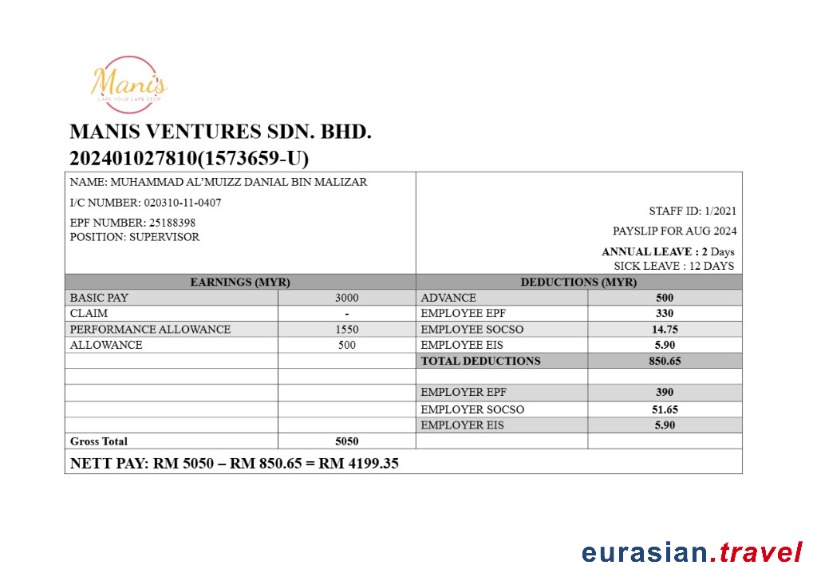 Manis
MANIS VENTURES SDN. BHD.
202401027810(1573659-U)
NAME: MUHAMMAD AL’MUIZZ DANIAL BIN MALIZAR
I/C NUMBER: 020310-11-0407
EPF NUMBER: 25188398
POSITION: SUPERVISOR
STAFF ID: 1/2021
PAYSLIP FOR AUG 2024
ANNUAL LEAVE : 2 Days
SICK LEAVE : 12 DAYS
EARNINGS (MYR) DEDUCTIONS (MYR)
BASIC PAY 3000 ADVANCE 500
CLAIM - EMPLOYEE EPF 330
PERFORMANCE ALLOWANCE 1550 EMPLOYEE SOCSO 14.75
ALLOWANCE 500 EMPLOYEE EIS 5.90
TOTAL DEDUCTIONS 850.65
EMPLOYER EPF 390
EMPLOYER SOCSO 51.65
EMPLOYER EIS 5.90
Gross Total 5050
NETT PAY: RM 5050 – RM 850.65 = RM 4199.35
eurasian.travel